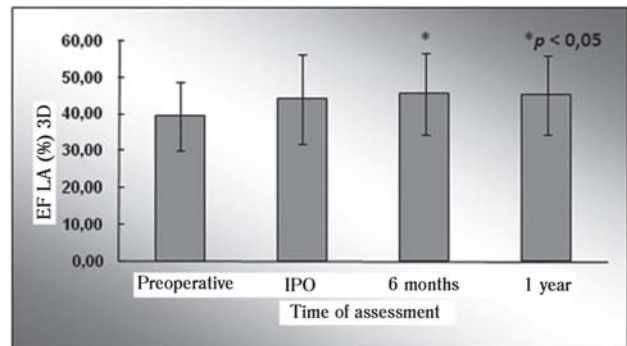 60,00
50,00
40,00
30,00
20,00
10,00
0,00
EF LA (%) 3D
*
*p < 0,05
Preoperative IPO 6 months 1 year
Time of assessment